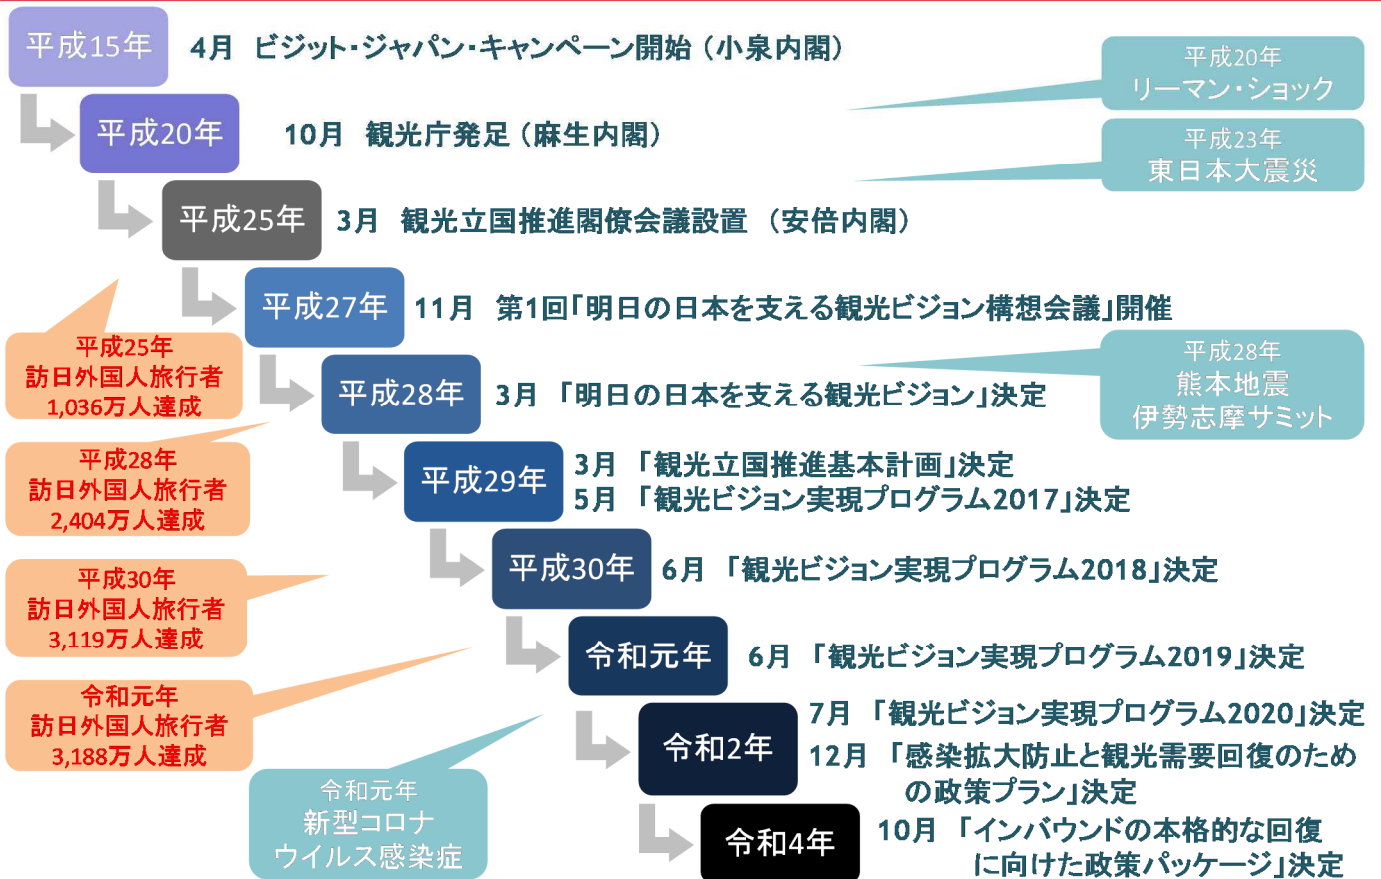 平成15年
4月 ビジット・ジャパン・キャンペーン開始（小泉内閣）
平成20年
リーマン・ショック
平成20年
10月 観光庁発足（麻生内閣）
平成23年
東日本大震災
平成25年
3月 観光立国推進閣僚会議設置 （安倍内閣）
平成27年
11月 第1回「明日の日本を支える観光ビジョン構想会議」開催
平成25年
訪日外国人旅行者
1,036万人達成
平成28年
3月 「明日の日本を支える観光ビジョン」決定
平成28年
熊本地震
伊勢志摩サミット
平成28年
訪日外国人旅行者
2,404万人達成
平成29年
3月 「観光立国推進基本計画」決定
5月 「観光ビジョン実現プログラム2017」決定
平成30年
6月 「観光ビジョン実現プログラム2018」決定
平成30年
訪日外国人旅行者
3,119万人達成
令和元年
6月 「観光ビジョン実現プログラム2019」決定
令和元年
訪日外国人旅行者
3,188万人達成
令和2年
7月 「観光ビジョン実現プログラム2020」決定
12月 「感染拡大防止と観光需要回復のため
の政策プラン」決定
令和元年
新型コロナ
ウイルス感染症
令和4年
10月 「インバウンドの本格的な回復
に向けた政策パッケージ」決定